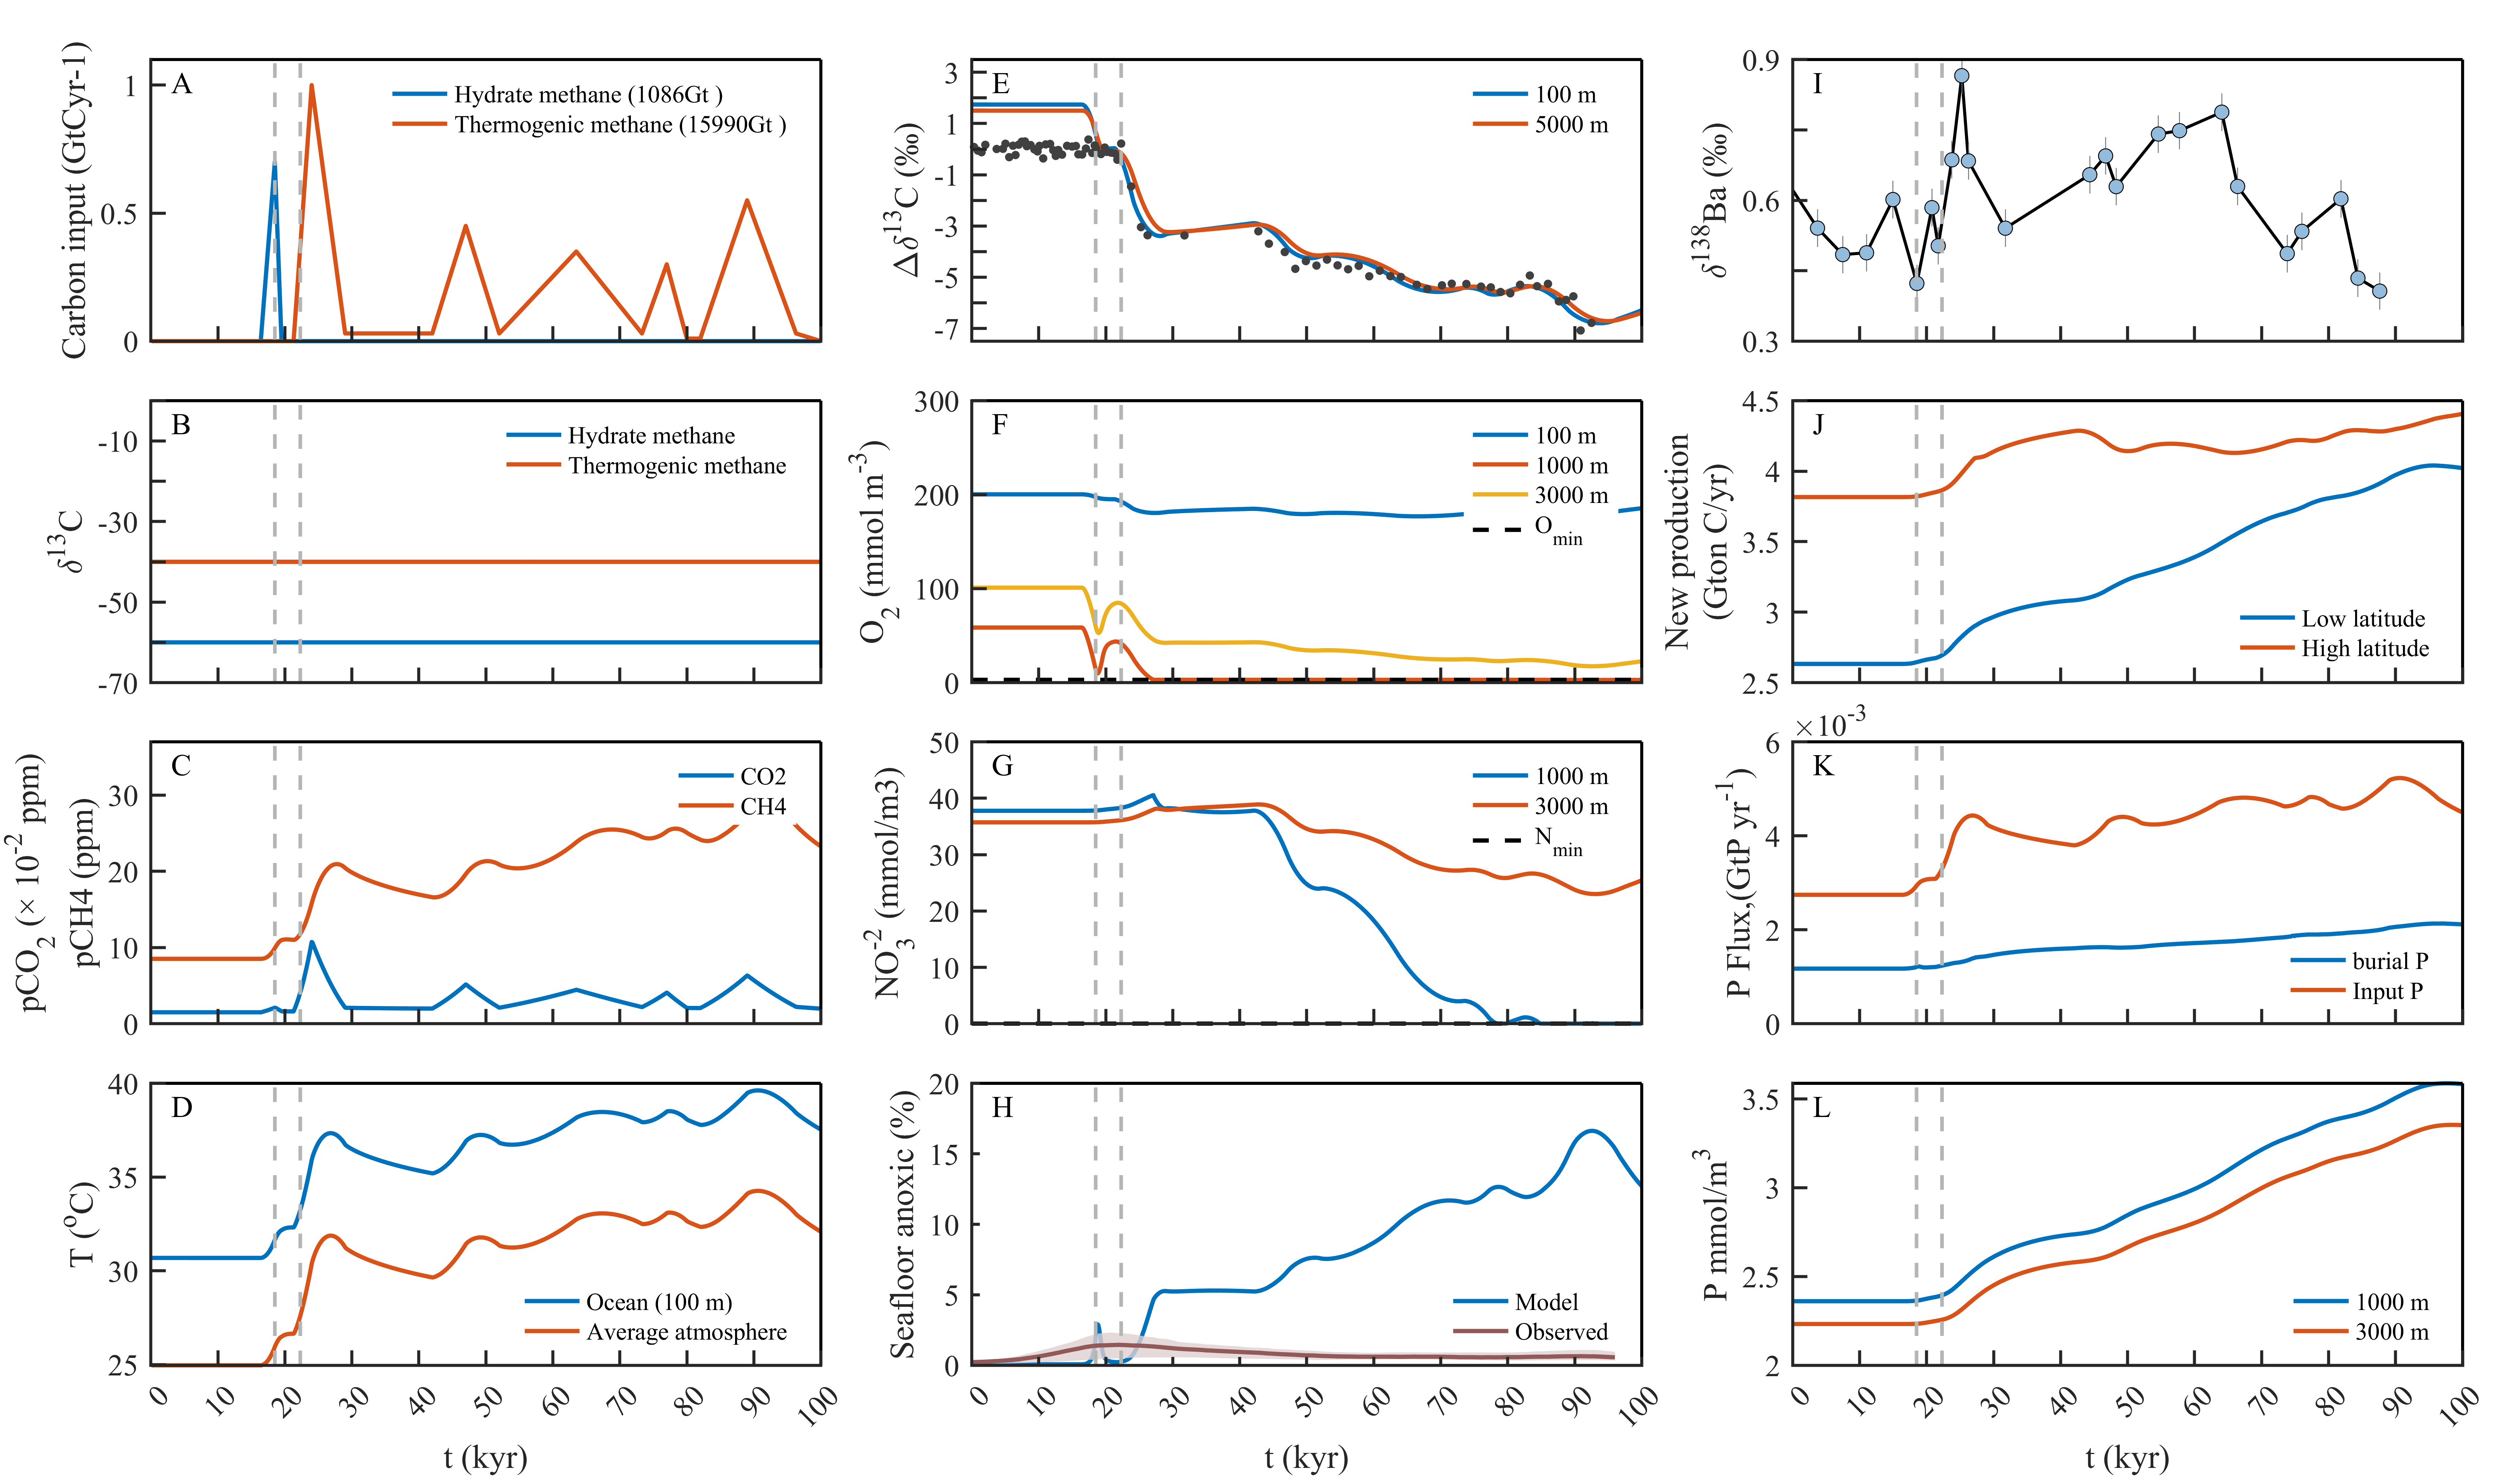 A
Carbon input (GtCyr-1)
1
0.5
0
Hydrate methane (1086Gt )
Thermogenic methane (15990Gt )
B
δ13C
-10
-30
-50
-70
Hydrate methane
Thermogenic methane
C
pCO2 (× 10-2 ppm)
pCH4 (ppm)
30
20
10
0
CO2
CH4
D
T (oC)
40
35
30
25
Ocean (100 m)
Average atmosphere
0 10 20 30 40 50 60 70 80 90 100
t (kyr)
E
Δδ13C (‰)
3
1
-1
-3
-5
-7
100 m
5000 m
F
O2 (mmol m-3)
300
200
100
0
100 m
1000 m
3000 m
Omin
G
NO3-2 (mmol/m3)
50
40
30
20
10
0
1000 m
3000 m
Nmin
H
Seafloor anoxic (%)
20
15
10
5
0
Model
Observed
0 10 20 30 40 50 60 70 80 90 100
t (kyr)
I
δ138Ba (‰)
0.9
0.6
0.3
J
New production
(Gton C/yr)
4.5
4
3.5
3
2.5
Low latitude
High latitude
×10-3
K
P Flux,(GtP yr-1)
6
4
2
0
burial P
Input P
L
P mmol/m3
3.5
3
2.5
2
1000 m
3000 m
0 10 20 30 40 50 60 70 80 90 100
t (kyr)